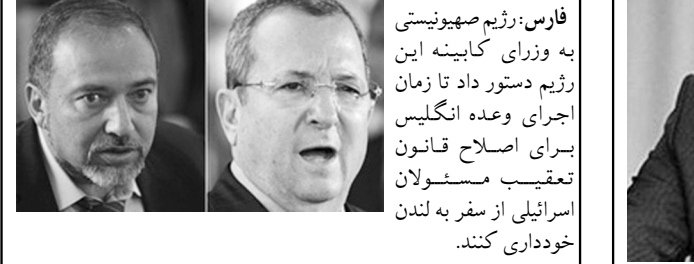 فارس: رژیم صهیونیستی
به وزرای کابینه این
رژیم دستور داد تا زمان
اجرای وعده انگلیس
برای اصلاح قانون
تعقیب مسئولان
اسرائیلی از سفر به لندن
خودداری کنند.